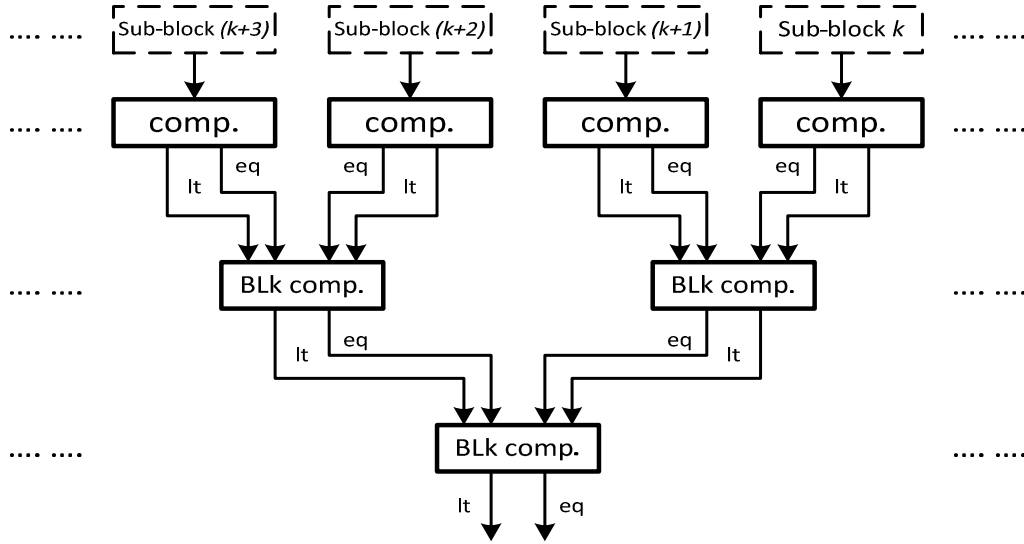 .... .... Sub-block (k+3) Sub-block (k+2) Sub-block (k+1) Sub-block k .... ....
.... .... comp. comp. comp. comp. .... ....
eq eq eq eq
lt lt lt lt
.... .... BLk comp. BLk comp. .... ....
lt eq eq lt
.... .... BLk comp. .... ....
lt eq